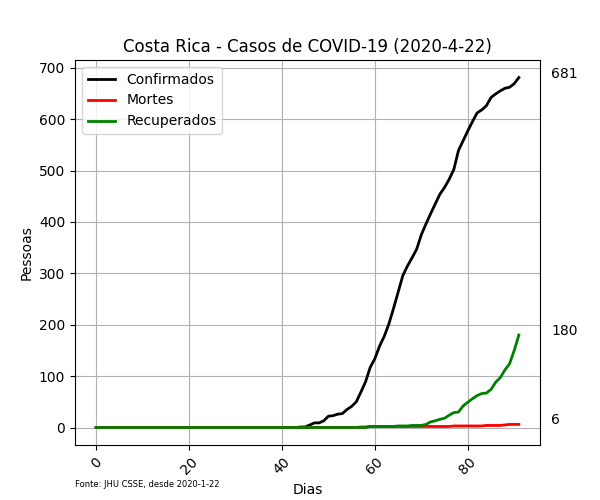 Costa Rica - Casos de COVID-19 (2020-4-22)
Confirmados
Mortes
Recuperados
700
600
500
400
300
200
100
0
Pessoas
681
180
6
0
20
40
60
80
Dias
Fonte: JHU CSSE, desde 2020-1-22